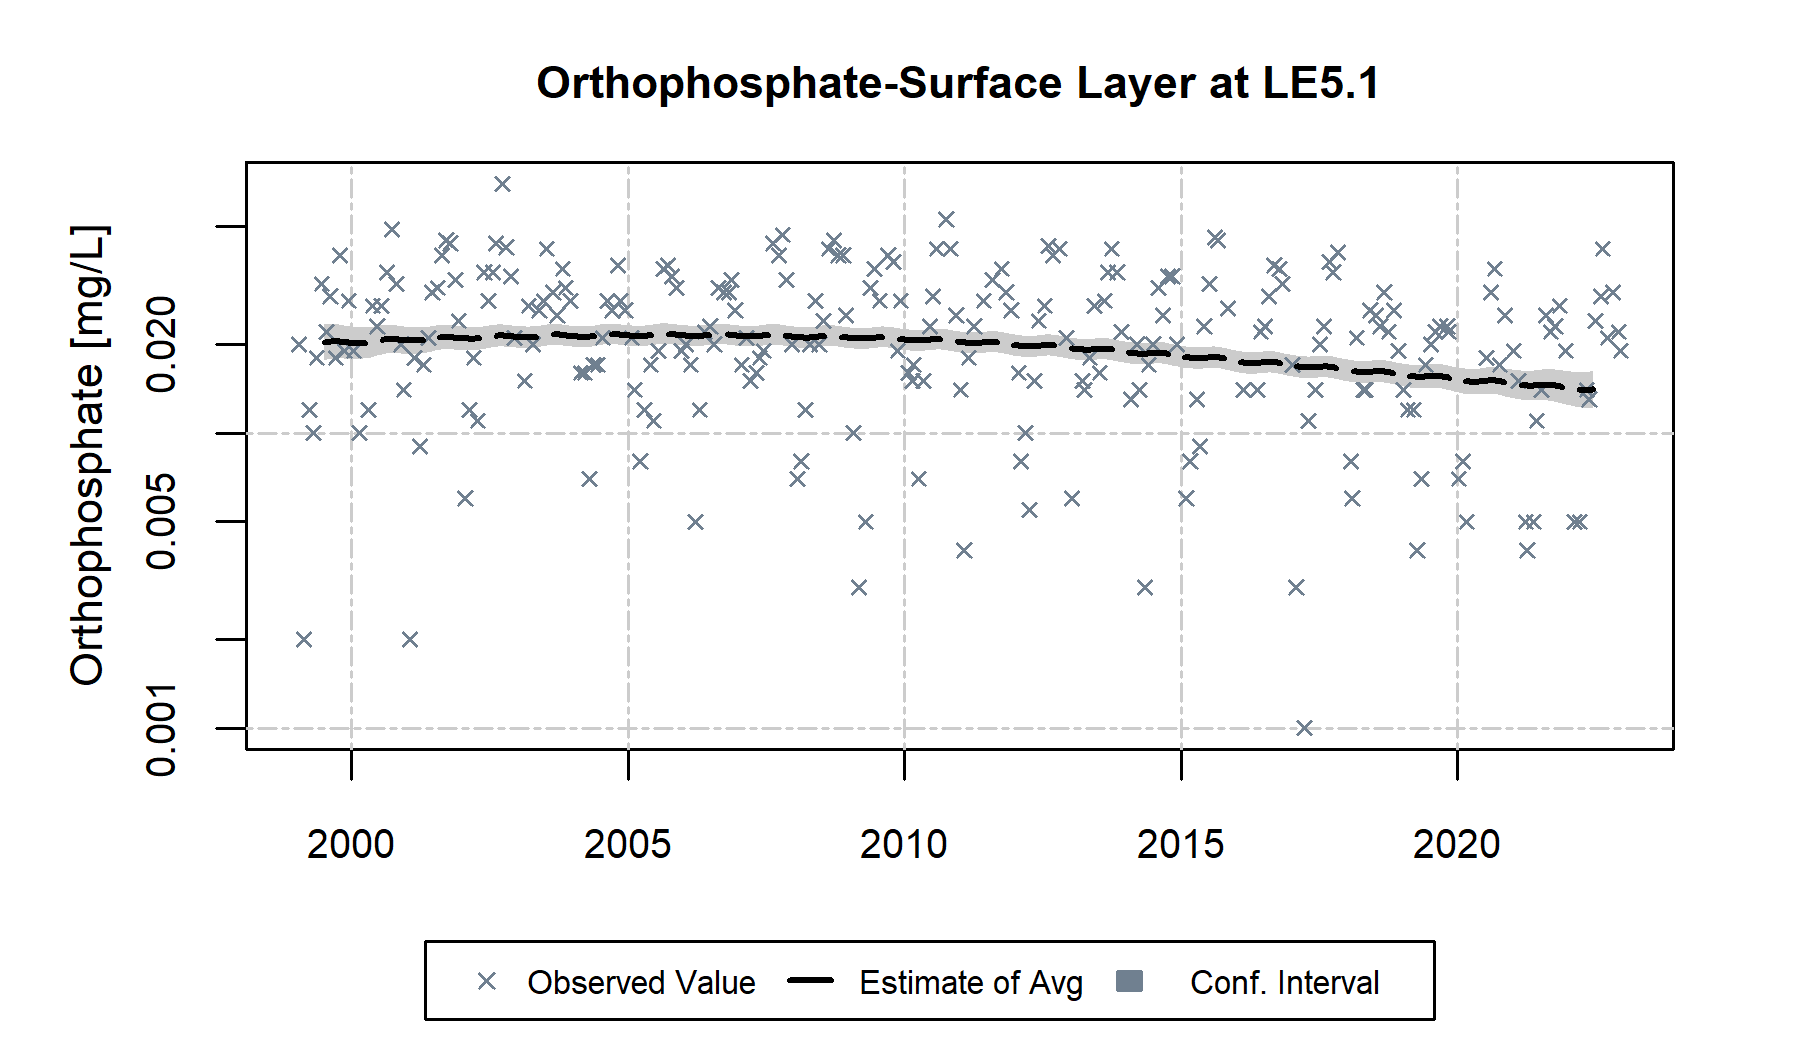 Orthophosphate-Surface Layer at LE5.1
Orthophosphate [mg/L]
0.020
0.005
0.001
2000 2005 2010 2015 2020
Observed Value Estimate of Avg Conf. Interval